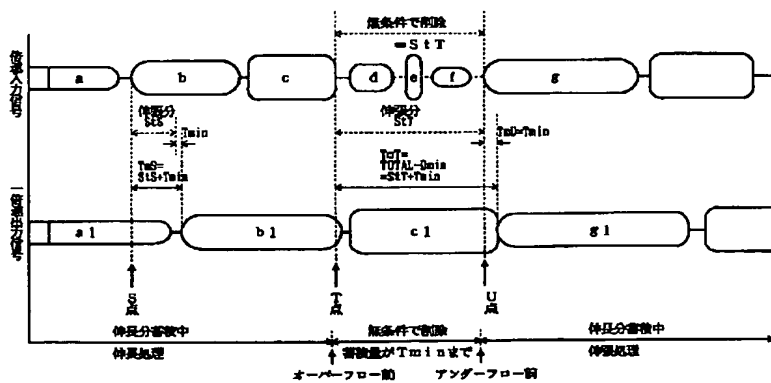 無条件で削除
=StT
倍速入力信号
a
b
c
d
e
f
g
伸張分
StS
Tmin
伸張分
StT
TmU=Tmin
TmS=
StS+Tmin
TmT=
TOTAL-Dmin
=StT+Tmin
一倍速出力信号
a1
b1
c1
g1
S点
T点
U点
伸長分蓄積中
無条件で削除
伸長分蓄積中
伸長処理
蓄積量がTminまで
伸張処理
オーバーフロー前
アンダーフロー前